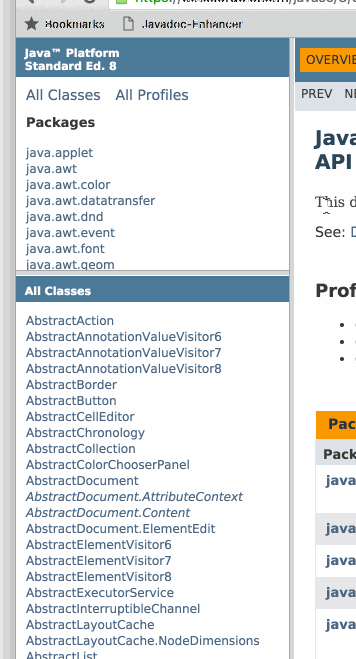 Bookmarks Javadoc-Enhancer
Java™ Platform
Standard Ed. 8
All Classes All Profiles
Packages
java.applet
java.awt
java.awt.color
java.awt.datatransfer
java.awt.dnd
java.awt.event
java.awt.font
java.awt.geom
All Classes
AbstractAction
AbstractAnnotationValueVisitor6
AbstractAnnotationValueVisitor7
AbstractAnnotationValueVisitor8
AbstractBorder
AbstractButton
AbstractCellEditor
AbstractChronology
AbstractCollection
AbstractColorChooserPanel
AbstractDocument
AbstractDocument.AttributeContext
AbstractDocument.Content
AbstractDocument.ElementEdit
AbstractElementVisitor6
AbstractElementVisitor7
AbstractElementVisitor8
AbstractExecutorService
AbstractInterruptibleChannel
AbstractLayoutCache
AbstractLayoutCache.NodeDimensions
AbstractList
OVERVIE
PREV NE
Java
API
This d
See: D
Prof
Pac
Pack
java
java
java
java
java